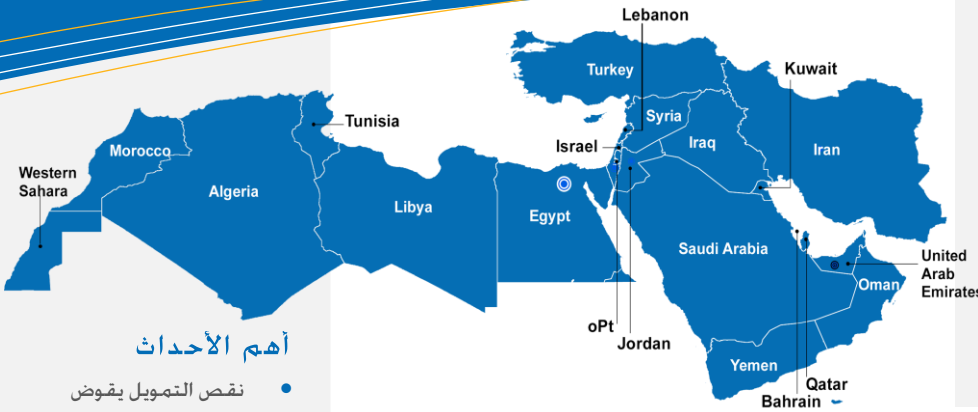 Lebanon
Turkey
Kuwait
Syria
Tunisia
Israel
Iraq
Iran
Morocco
Western
Sahara
Algeria
Libya
Egypt
Saudi Arabia
United
Arab
Emirates
Oman
oPt
Jordan
Yemen
Qatar
Bahrain
أهم الأحداث
• نقص التمويل يقوض